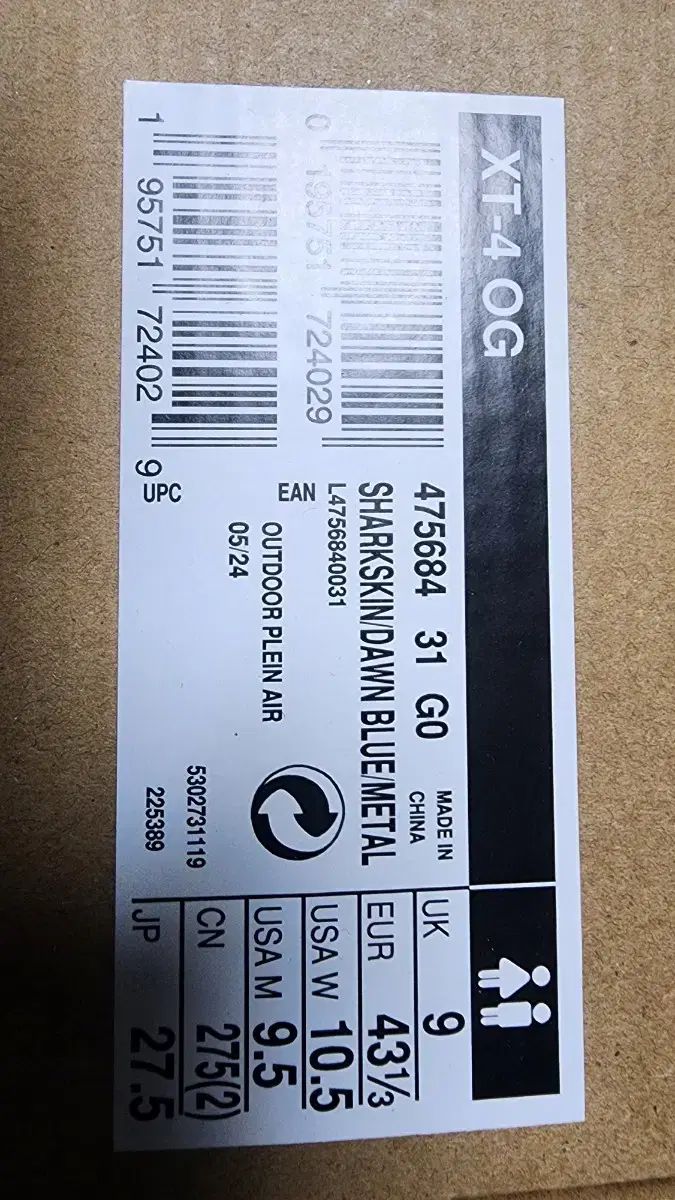 XT-4 OG
475684 31 G0
MADE IN
CHINA
SHARKSKIN/DAWN BLUE/METAL
L4756840031
0 195751 724029
EAN
OUTDOOR PLEIN AIR
05/24
1 95751 72402 9
UPC
5302731119
225389
UK 9
EUR 43⅓
USA W 10.5
USA M 9.5
CN 275(2)
JP 27.5